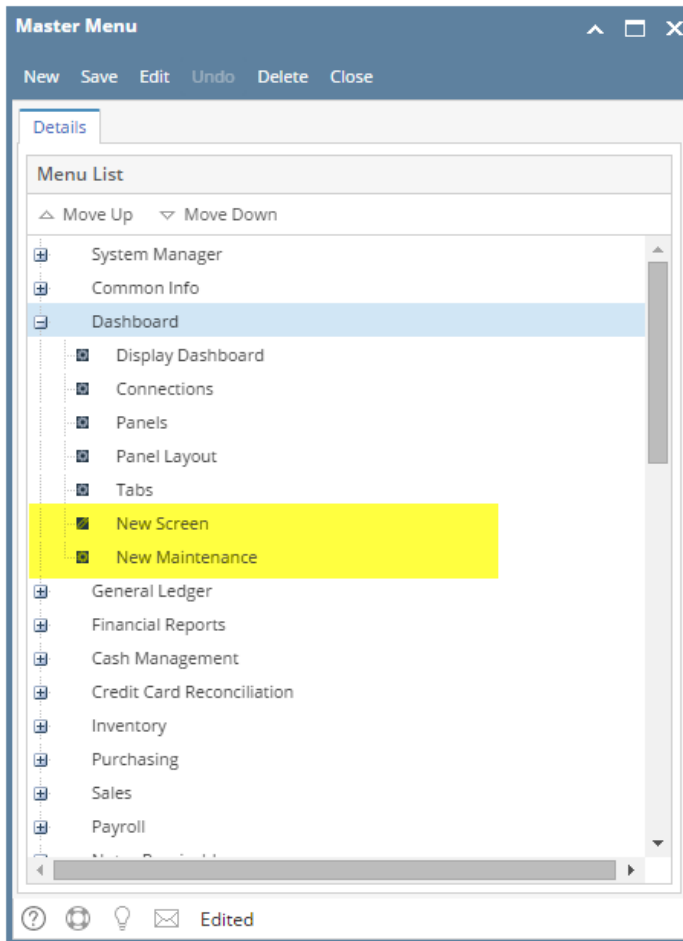 Master Menu
New Save Edit Undo Delete Close
Details
Menu List
Move Up Move Down
System Manager
Common Info
Dashboard
Display Dashboard
Connections
Panels
Panel Layout
Tabs
New Screen
New Maintenance
General Ledger
Financial Reports
Cash Management
Credit Card Reconciliation
Inventory
Purchasing
Sales
Payroll
Edited